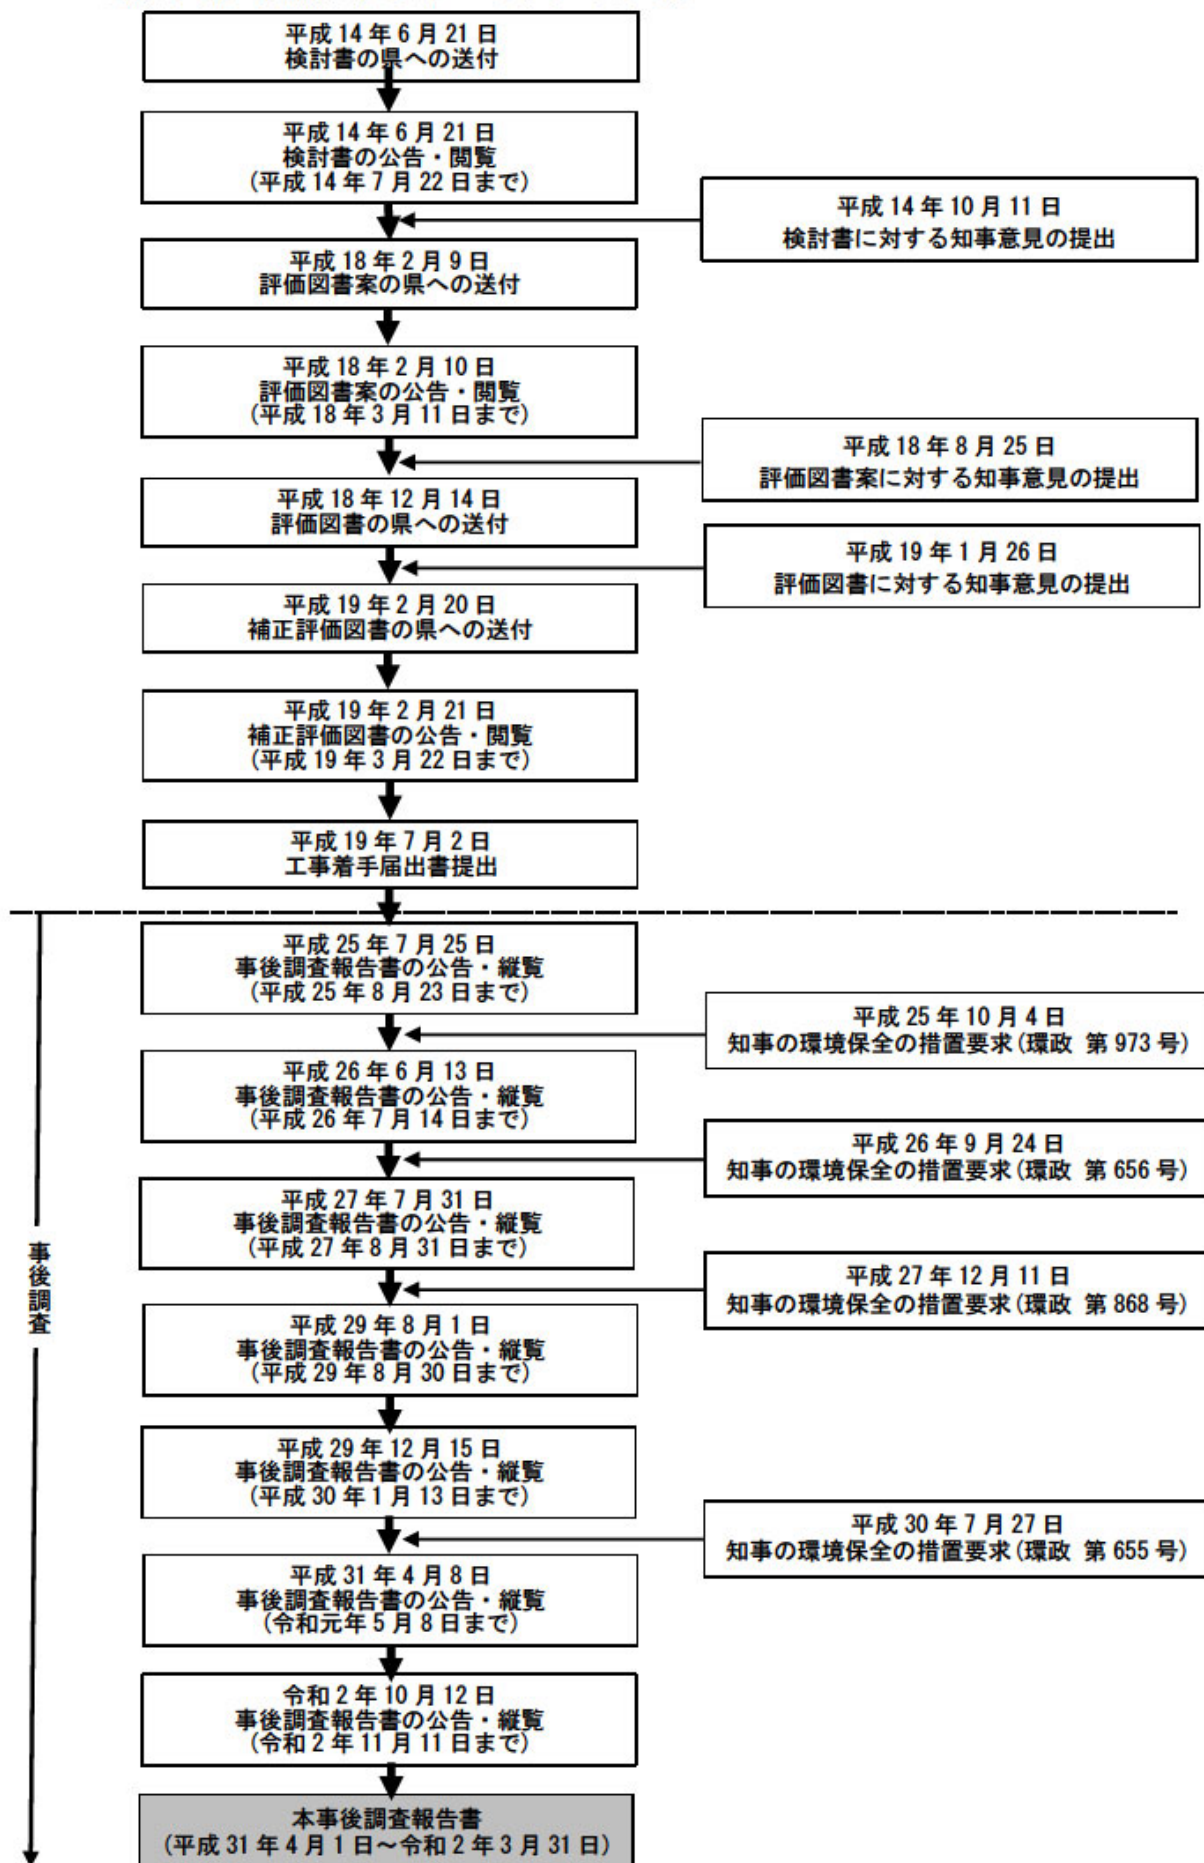 平成 14 年 6 月 21 日
検討書の県への送付
平成 14 年 6 月 21 日
検討書の公告・閲覧
(平成 14 年 7 月 22 日まで)
平成 14 年 10 月 11 日
検討書に対する知事意見の提出
平成 18 年 2 月 9 日
評価図書案の県への送付
平成 18 年 2 月 10 日
評価図書案の公告・閲覧
(平成 18 年 3 月 11 日まで)
平成 18 年 8 月 25 日
評価図書案に対する知事意見の提出
平成 18 年 12 月 14 日
評価図書の県への送付
平成 19 年 1 月 26 日
評価図書に対する知事意見の提出
平成 19 年 2 月 20 日
補正評価図書の県への送付
平成 19 年 2 月 21 日
補正評価図書の公告・閲覧
(平成 19 年 3 月 22 日まで)
平成 19 年 7 月 2 日
工事着手届出書提出
事後調査
平成 25 年 7 月 25 日
事後調査報告書の公告・縦覧
(平成 25 年 8 月 23 日まで)
平成 25 年 10 月 4 日
知事の環境保全の措置要求(環政 第 973 号)
平成 26 年 6 月 13 日
事後調査報告書の公告・縦覧
(平成 26 年 7 月 14 日まで)
平成 26 年 9 月 24 日
知事の環境保全の措置要求(環政 第 656 号)
平成 27 年 7 月 31 日
事後調査報告書の公告・縦覧
(平成 27 年 8 月 31 日まで)
平成 27 年 12 月 11 日
知事の環境保全の措置要求(環政 第 868 号)
平成 29 年 8 月 1 日
事後調査報告書の公告・縦覧
(平成 29 年 8 月 30 日まで)
平成 29 年 12 月 15 日
事後調査報告書の公告・縦覧
(平成 30 年 1 月 13 日まで)
平成 30 年 7 月 27 日
知事の環境保全の措置要求(環政 第 655 号)
平成 31 年 4 月 8 日
事後調査報告書の公告・縦覧
(令和元年 5 月 8 日まで)
令和 2 年 10 月 12 日
事後調査報告書の公告・縦覧
(令和 2 年 11 月 11 日まで)
本事後調査報告書
(平成 31 年 4 月 1 日～令和 2 年 3 月 31 日)